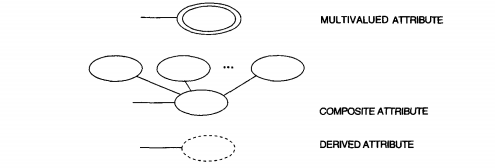 MULTIVALUED ATTRIBUTE
...
COMPOSITE ATTRIBUTE
DERIVED ATTRIBUTE